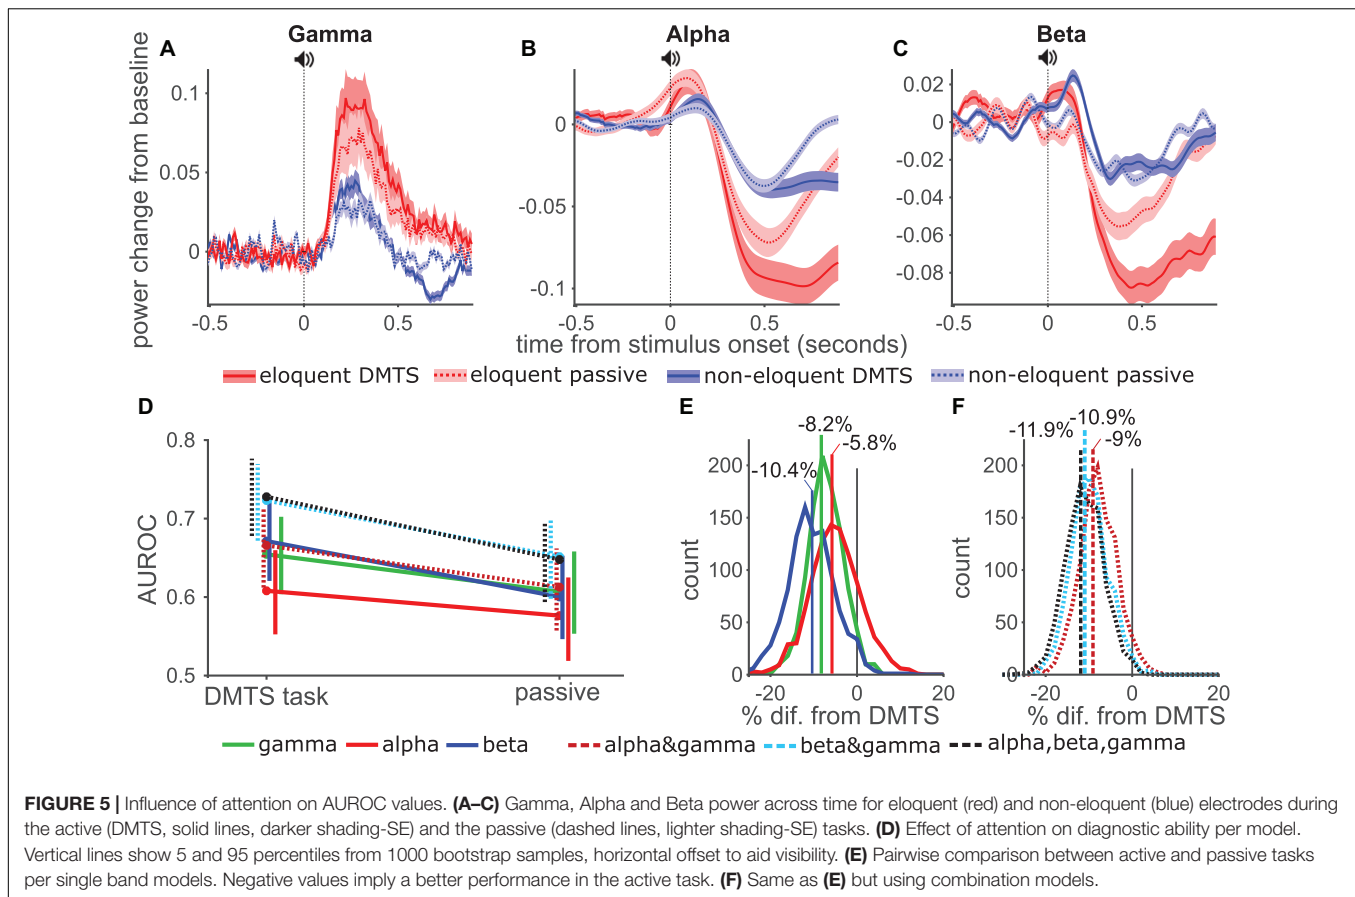 Gamma
Alpha
Beta
A
B
C
power change from baseline
0.1
0.05
0
-0.5
0
0.5
0
-0.05
-0.1
-0.5
0
0.5
0.02
0
-0.02
-0.04
-0.06
-0.08
-0.5
0
0.5
time from stimulus onset (seconds)
eloquent DMTS
eloquent passive
non-eloquent DMTS
non-eloquent passive
D
AUROC
0.8
0.7
0.6
0.5
DMTS task
passive
E
-8.2%
-5.8%
-10.4%
count
200
150
100
50
0
-20
0
20
% dif. from DMTS
F
-10.9%
-11.9%
-9%
count
200
150
100
50
0
-20
0
20
% dif. from DMTS
gamma
alpha
beta
alpha&gamma
beta&gamma
alpha,beta,gamma
FIGURE 5 | Influence of attention on AUROC values. (A–C) Gamma, Alpha and Beta power across time for eloquent (red) and non-eloquent (blue) electrodes during
the active (DMTS, solid lines, darker shading-SE) and the passive (dashed lines, lighter shading-SE) tasks. (D) Effect of attention on diagnostic ability per model.
Vertical lines show 5 and 95 percentiles from 1000 bootstrap samples, horizontal offset to aid visibility. (E) Pairwise comparison between active and passive tasks
per single band models. Negative values imply a better performance in the active task. (F) Same as (E) but using combination models.